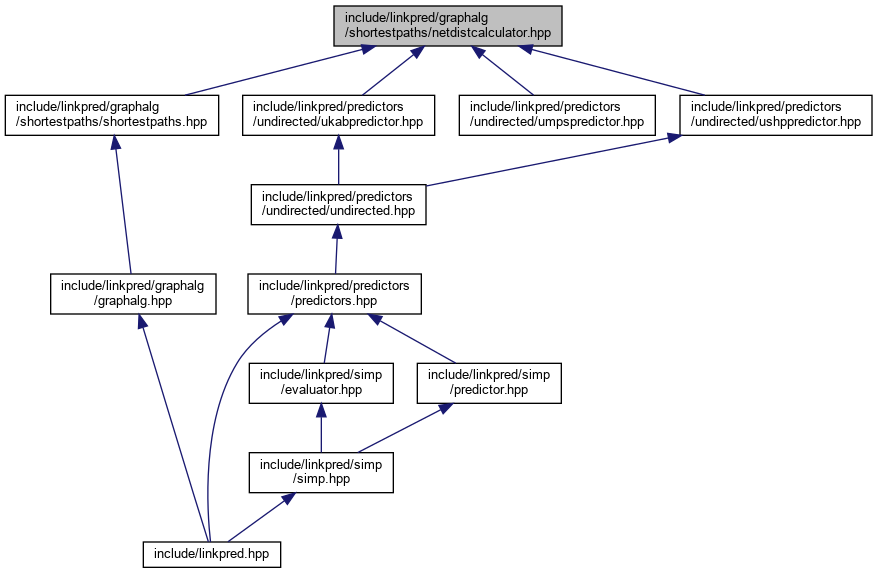 include/linkpred/graphalg
/shortestpaths/netdistcalculator.hpp
include/linkpred/graphalg
/shortestpaths/shortestpaths.hpp
include/linkpred/predictors
/undirected/ukabpredictor.hpp
include/linkpred/predictors
/undirected/umpspredictor.hpp
include/linkpred/predictors
/undirected/ushppredictor.hpp
include/linkpred/predictors
/undirected/undirected.hpp
include/linkpred/graphalg
/graphalg.hpp
include/linkpred/predictors
/predictors.hpp
include/linkpred/simp
/evaluator.hpp
include/linkpred/simp
/predictor.hpp
include/linkpred/simp
/simp.hpp
include/linkpred.hpp